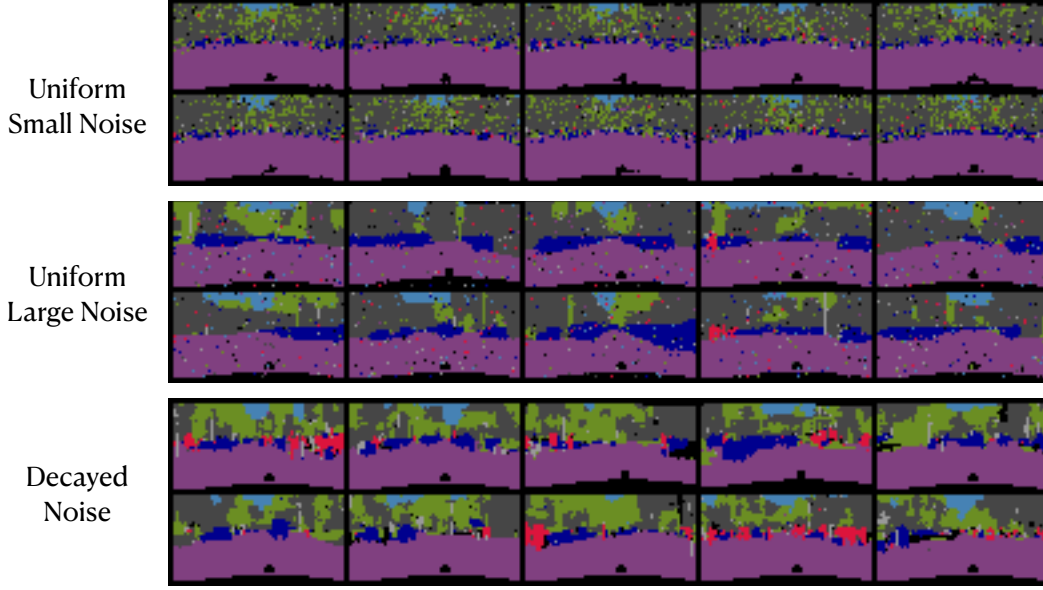 Uniform
Small Noise
Uniform
Large Noise
Decayed
Noise